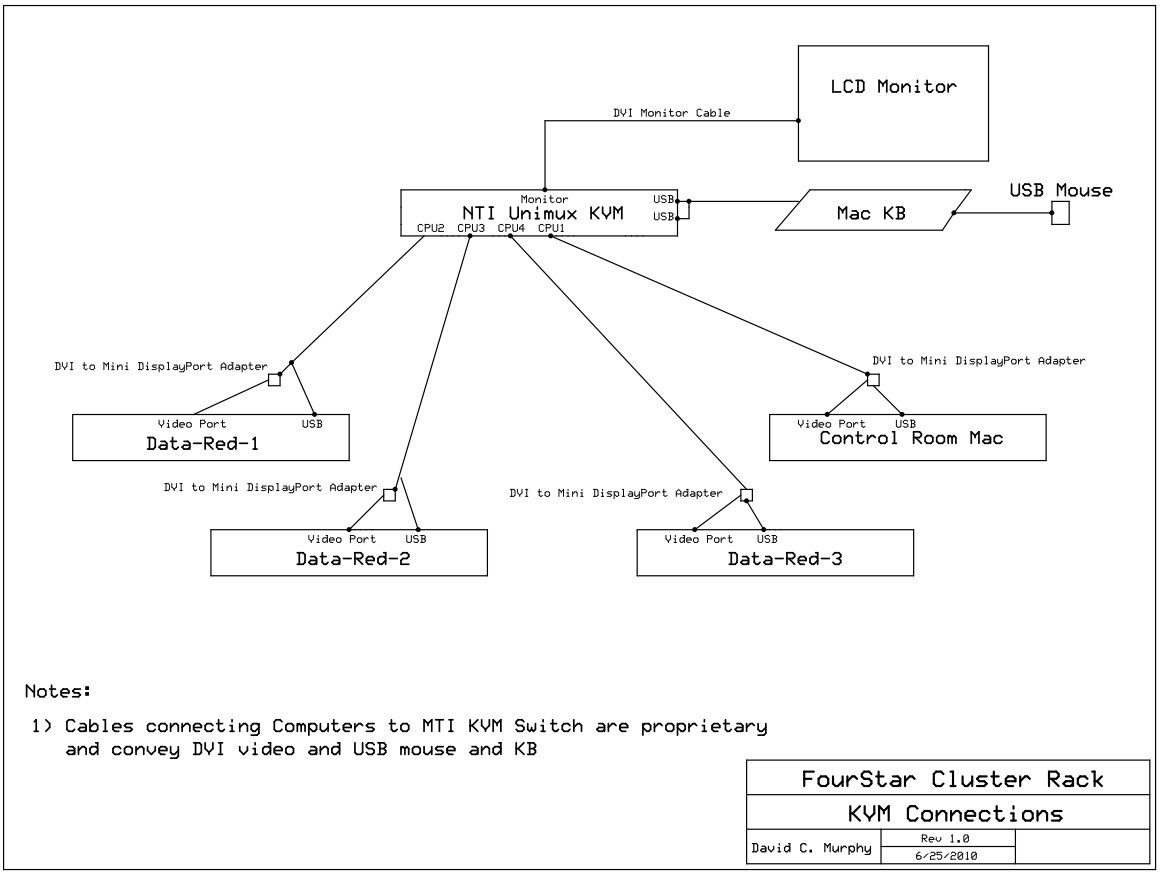 LCD Monitor
DVI Monitor Cable
USB Mouse
Monitor
USB
NTI Unimux KVM
USB
Mac KB
CPU2 CPU3 CPU4 CPU1
DVI to Mini DisplayPort Adapter
DVI to Mini DisplayPort Adapter
Video Port USB
Data-Red-1
Video Port USB
Control Room Mac
DVI to Mini DisplayPort Adapter
DVI to Mini DisplayPort Adapter
Video Port USB
Data-Red-2
Video Port USB
Data-Red-3
Notes:
1) Cables connecting Computers to MTI KVM Switch are proprietary
and convey DVI video and USB mouse and KB
FourStar Cluster Rack
KVM Connections
David C. Murphy
Rev 1.0
6/25/2010